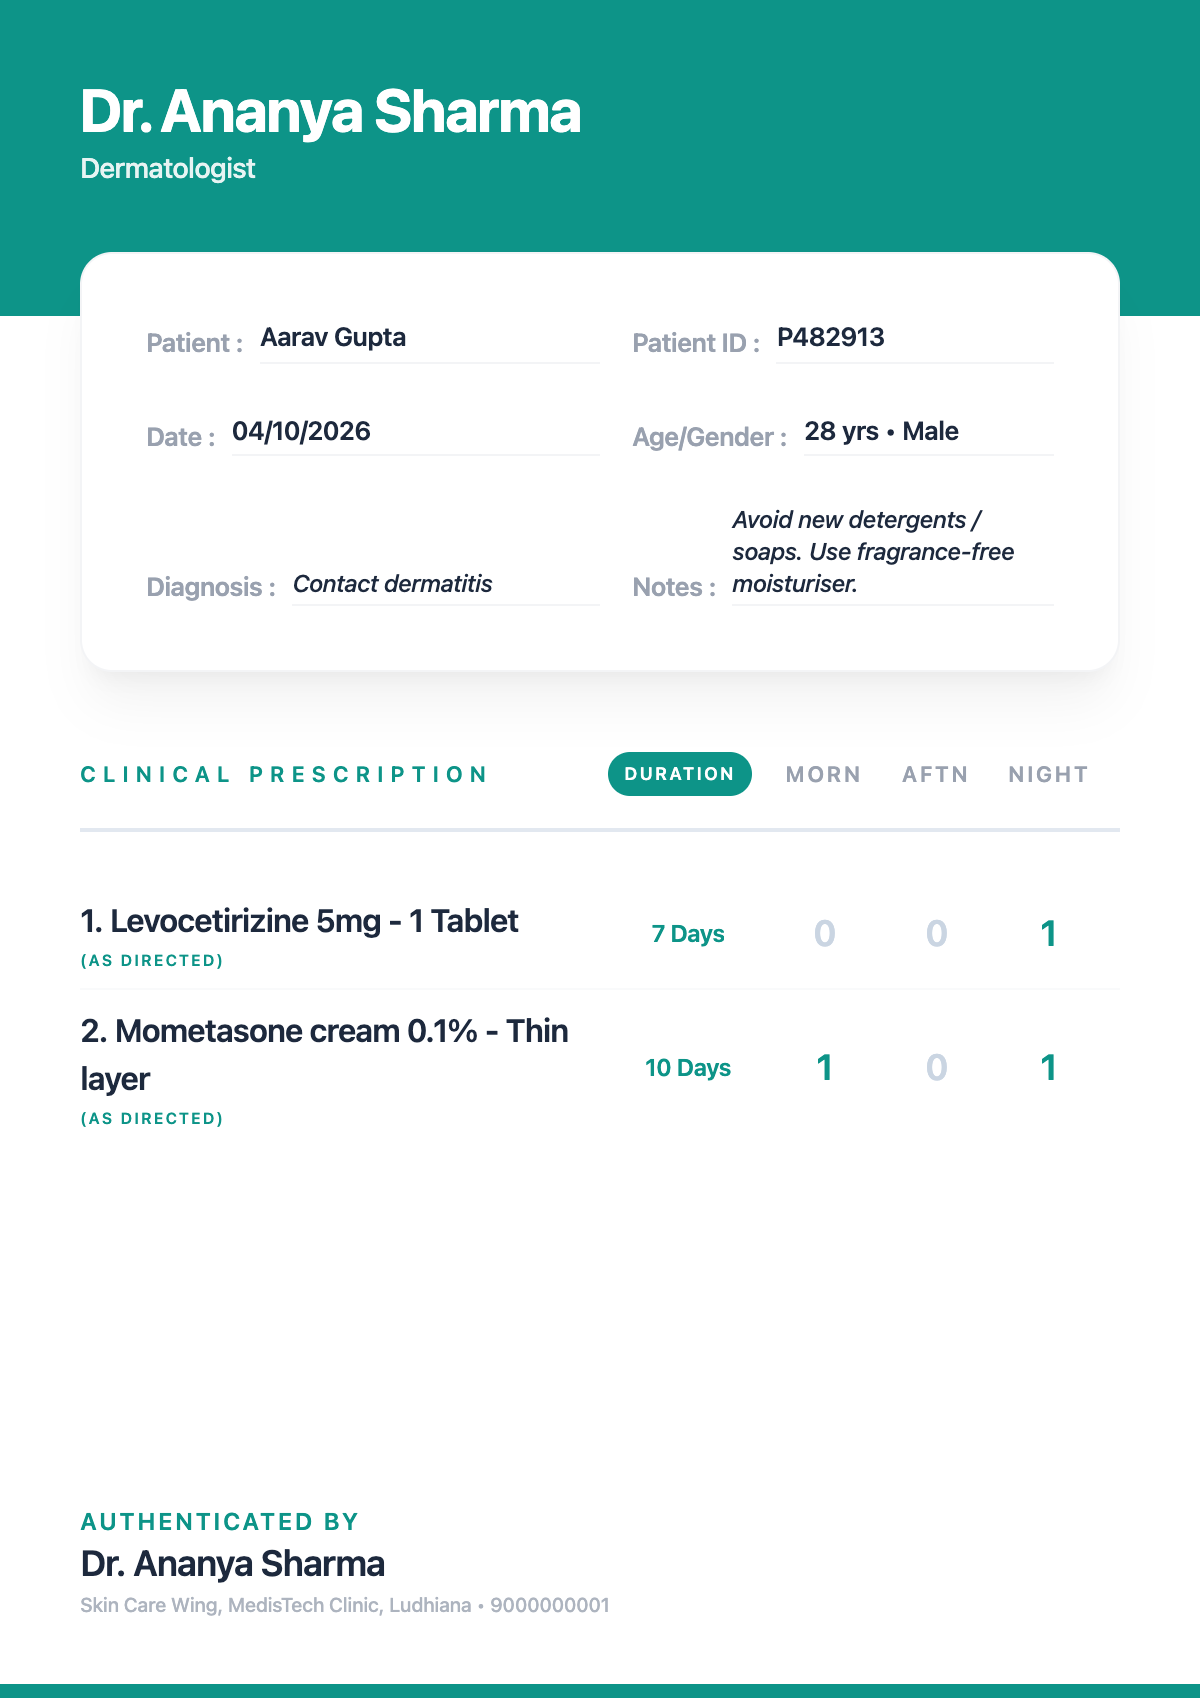 Dr. Ananya Sharma
Dermatologist
Patient : Aarav Gupta
Patient ID : P482913
Date : 04/10/2026
Age/Gender : 28 yrs • Male
Diagnosis : Contact dermatitis
Notes : Avoid new detergents /
soaps. Use fragrance-free
moisturiser.
CLINICAL PRESCRIPTION DURATION MORN AFTN NIGHT
1. Levocetirizine 5mg - 1 Tablet 7 Days 0 0 1
(AS DIRECTED)
2. Mometasone cream 0.1% - Thin
layer 10 Days 1 0 1
(AS DIRECTED)
AUTHENTICATED BY
Dr. Ananya Sharma
Skin Care Wing, MedisTech Clinic, Ludhiana • 9000000001